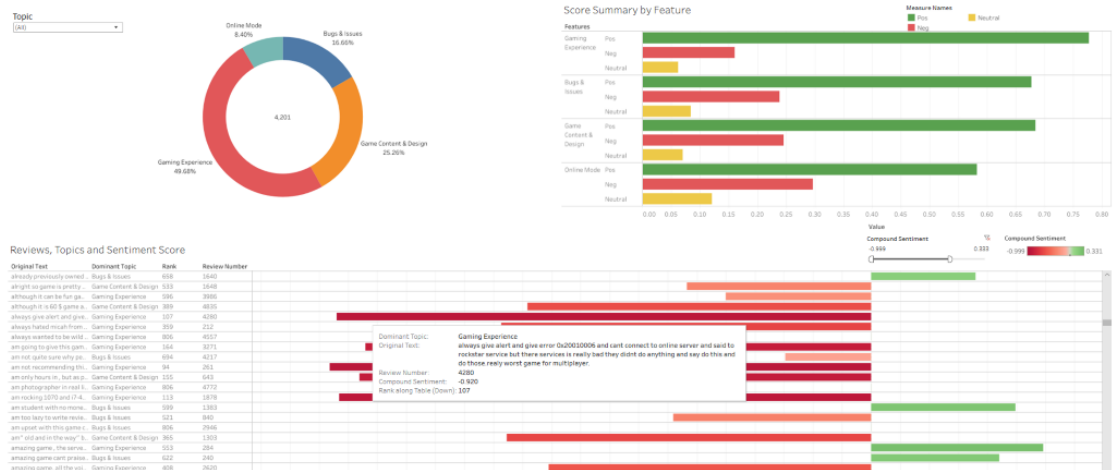 Topic
(All)
Online Mode
8.40%
Bugs & Issues
16.66%
4,201
Game Content & Design
25.26%
Gaming Experience
49.68%
Score Summary by Feature
Measure Names
Pos
Neutral
Neg
Features
Gaming Experience
Pos
Neg
Neutral
Bugs & Issues
Pos
Neg
Neutral
Game Content & Design
Pos
Neg
Neutral
Online Mode
Pos
Neg
Neutral
0.00 0.05 0.10 0.15 0.20 0.25 0.30 0.35 0.40 0.45 0.50 0.55 0.60 0.65 0.70 0.75 0.80
Value
Reviews, Topics and Sentiment Score
Compound Sentiment
-0.999 0.333
Compound Sentiment
-0.999 0.331
Original Text Dominant Topic Rank Review Number
already previously owned .. Bugs & Issues 658 1640
alright so game is pretty .. Game Content & Design 533 1648
although it can be fun ga.. Gaming Experience 586 3986
although it is 60 $ game a.. Game Content & Design 389 4835
always give alert and give.. Gaming Experience 107 4280
always hated micah from .. Gaming Experience 359 212
always wanted to be wild .. Gaming Experience 806 4557
am going to give this gam.. Gaming Experience 164 3271
am not quite sure why pe.. Bugs & Issues 694 4217
am not recommending thi.. Gaming Experience 94 261
am only hours in , but as p.. Game Content & Design 155 643
am photographer in real li.. Gaming Experience 806 4772
am rocking 1070 and i7-4.. Gaming Experience 113 1878
am student with no mone.. Bugs & Issues 599 1383
am too lazy to write revie.. Bugs & Issues 521 840
am upset with this game s.. Bugs & Issues 806 2946
am" old and in the way" b.. Game Content & Design 365 1303
amazing game , the serve.. Gaming Experience 553 284
amazing game cant praise.. Bugs & Issues 622 240
amazing game, all the voi.. Gaming Experience 408 2620
Dominant Topic: Gaming Experience
Original Text: always give alert and give error 0x20010006 and cant connect to online server and said to
rockstar service but there services is really bad they didnt do anything and say do this and
do those.realy worst game for multiplayer.
Review Number: 4280
Compound Sentiment: -0.920
Rank along Table (Down): 107